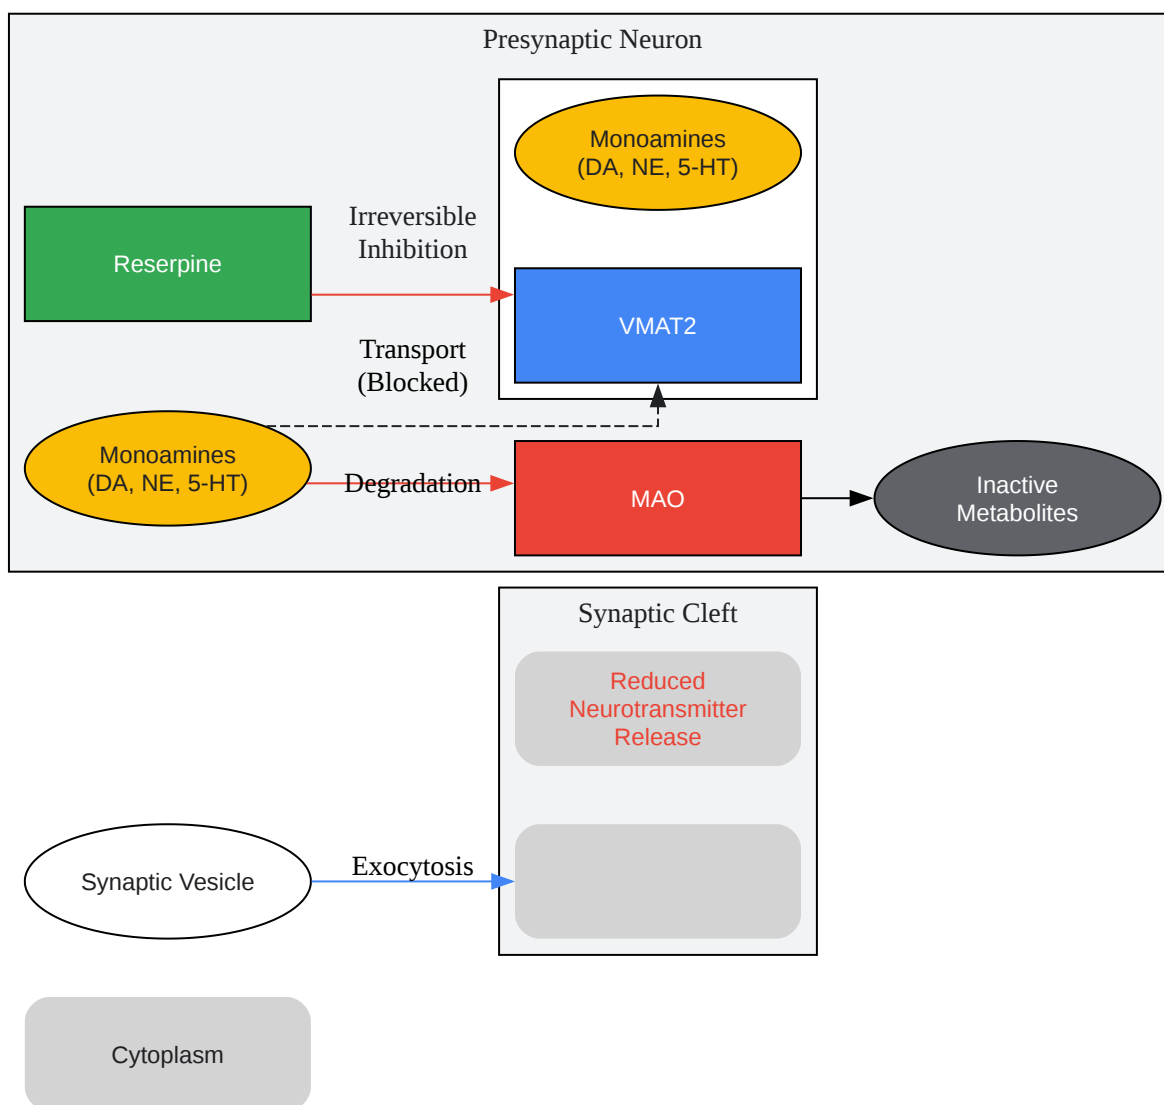 Presynaptic Neuron
Monoamines
(DA, NE, 5-HT)
Irreversible
Inhibition
Reserpine
VMAT2
Transport
(Blocked)
Monoamines
(DA, NE, 5-HT)
Degradation
MAO
Inactive
Metabolites
Synaptic Cleft
Reduced
Neurotransmitter
Release
Synaptic Vesicle
Exocytosis
Cytoplasm